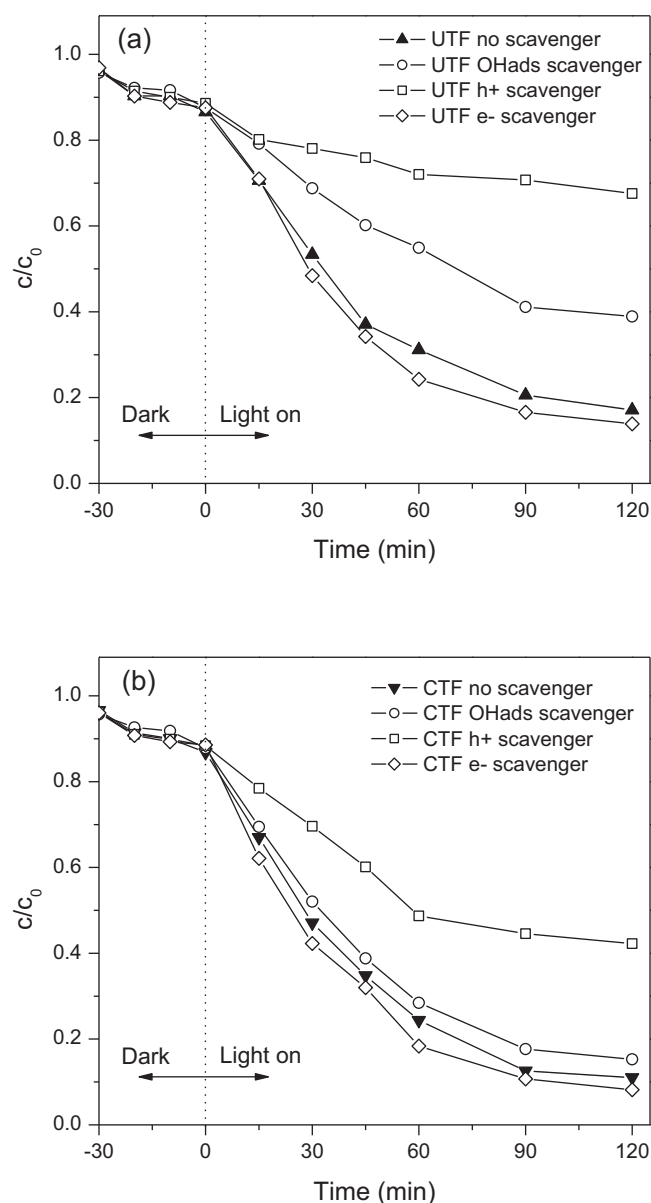 (a)
UTF no scavenger
UTF OHads scavenger
UTF h+ scavenger
UTF e- scavenger
1.0
0.8
0.6
0.4
0.2
0.0
c/c0
Dark
Light on
-30
0
30
60
90
120
Time (min)
(b)
CTF no scavenger
CTF OHads scavenger
CTF h+ scavenger
CTF e- scavenger
1.0
0.8
0.6
0.4
0.2
0.0
c/c0
Dark
Light on
-30
0
30
60
90
120
Time (min)